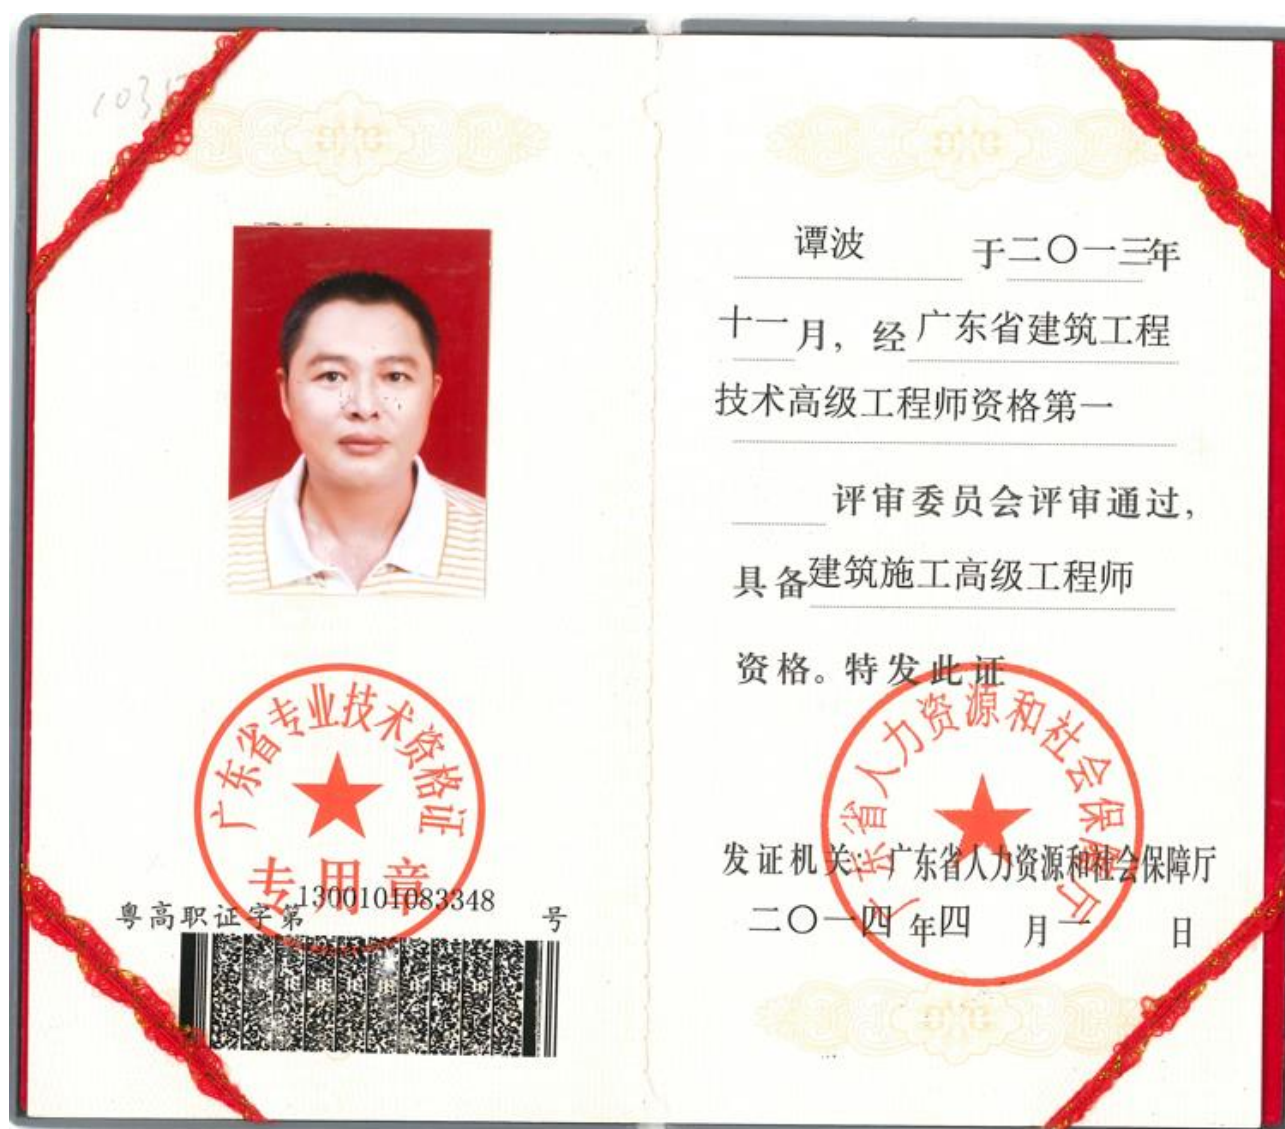 广东省专业技术资格证
专用章
粤高职证字第1300101083348号
谭波 于二〇一三年
十一月，经广东省建筑工程
技术高级工程师资格第一
评审委员会评审通过，
具备建筑施工高级工程师
资格。特发此证
广东省人力资源和社会保障厅
发证机关：广东省人力资源和社会保障厅
二〇一四年四月一日